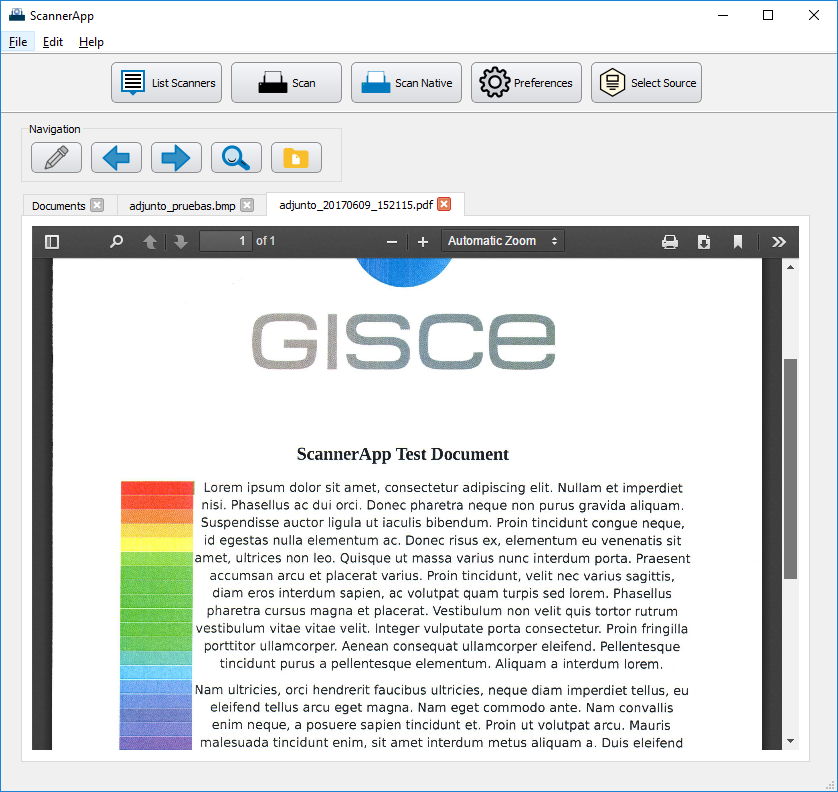 ScannerApp
File Edit Help
List Scanners Scan Scan Native Preferences Select Source
Navigation
Documents adjunto_pruebas.bmp adjunto_20170609_152115.pdf
1 of 1 Automatic Zoom
GISCE
ScannerApp Test Document
Lorem ipsum dolor sit amet, consectetur adipiscing elit. Nullam et imperdiet
nisi. Phasellus ac dui orci. Donec pharetra neque non purus gravida aliquam.
Suspendisse auctor ligula ut iaculis bibendum. Proin tincidunt congue neque,
id egestas nulla elementum ac. Donec risus ex, elementum eu venenatis sit
amet, ultrices non leo. Quisque ut massa varius nunc interdum porta. Praesent
accumsan arcu et placerat varius. Proin tincidunt, velit nec varius sagittis,
diam eros interdum sapien, ac volutpat quam turpis sed lorem. Phasellus
pharetra cursus magna et placerat. Vestibulum non velit quis tortor rutrum
vestibulum vitae vitae velit. Integer vulputate porta consectetur. Proin fringilla
porttitor ullamcorper. Aenean consequat ullamcorper eleifend. Pellentesque
tincidunt purus a pellentesque elementum. Aliquam a interdum lorem.
Nam ultricies, orci hendrerit faucibus ultricies, neque diam imperdiet tellus, eu
eleifend tellus arcu eget magna. Nam eget commodo ante. Nam convallis
enim neque, a posuere sapien tincidunt et. Proin ut volutpat arcu. Mauris
malesuada tincidunt enim, sit amet interdum metus aliquam a. Duis eleifend